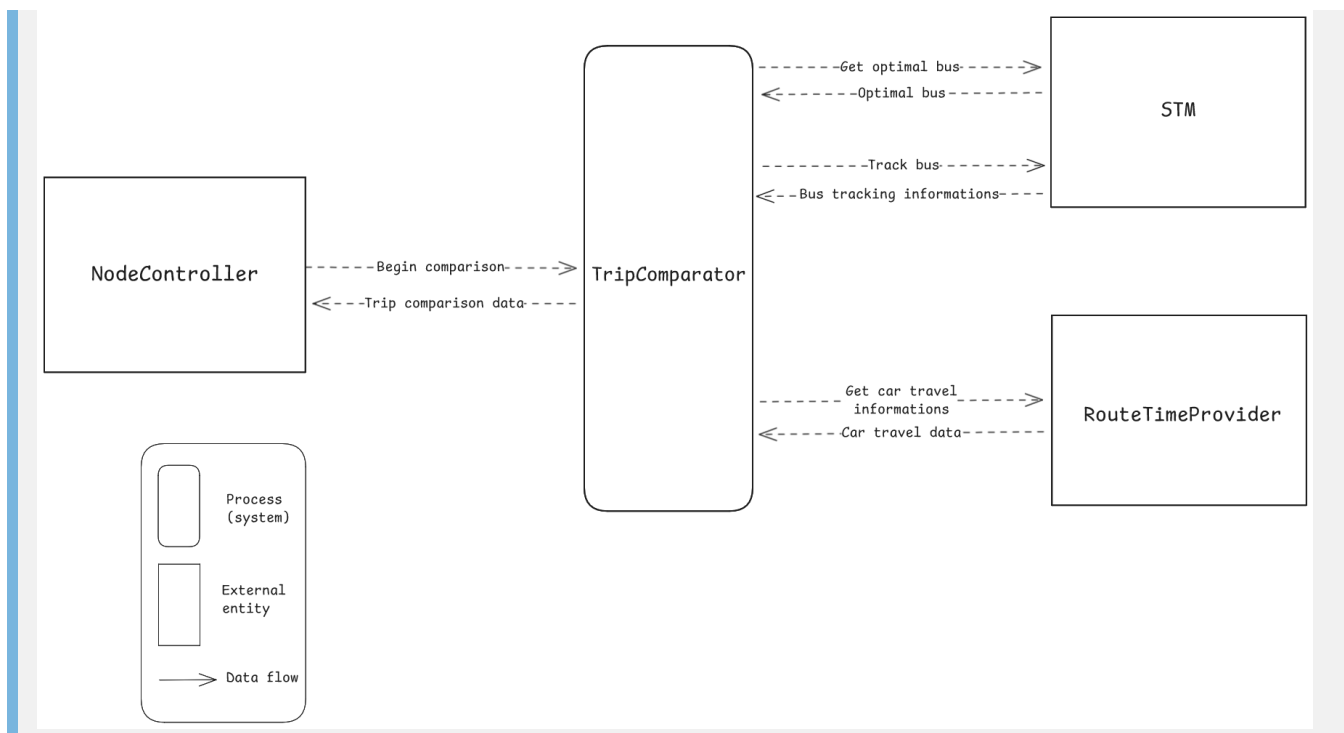 Get optimal bus
Optimal bus
STM
Track bus
Bus tracking informations
NodeController
Begin comparison
Trip comparison data
TripComparator
Get car travel
informations
Car travel data
RouteTimeProvider
Process
(system)
External
entity
Data flow